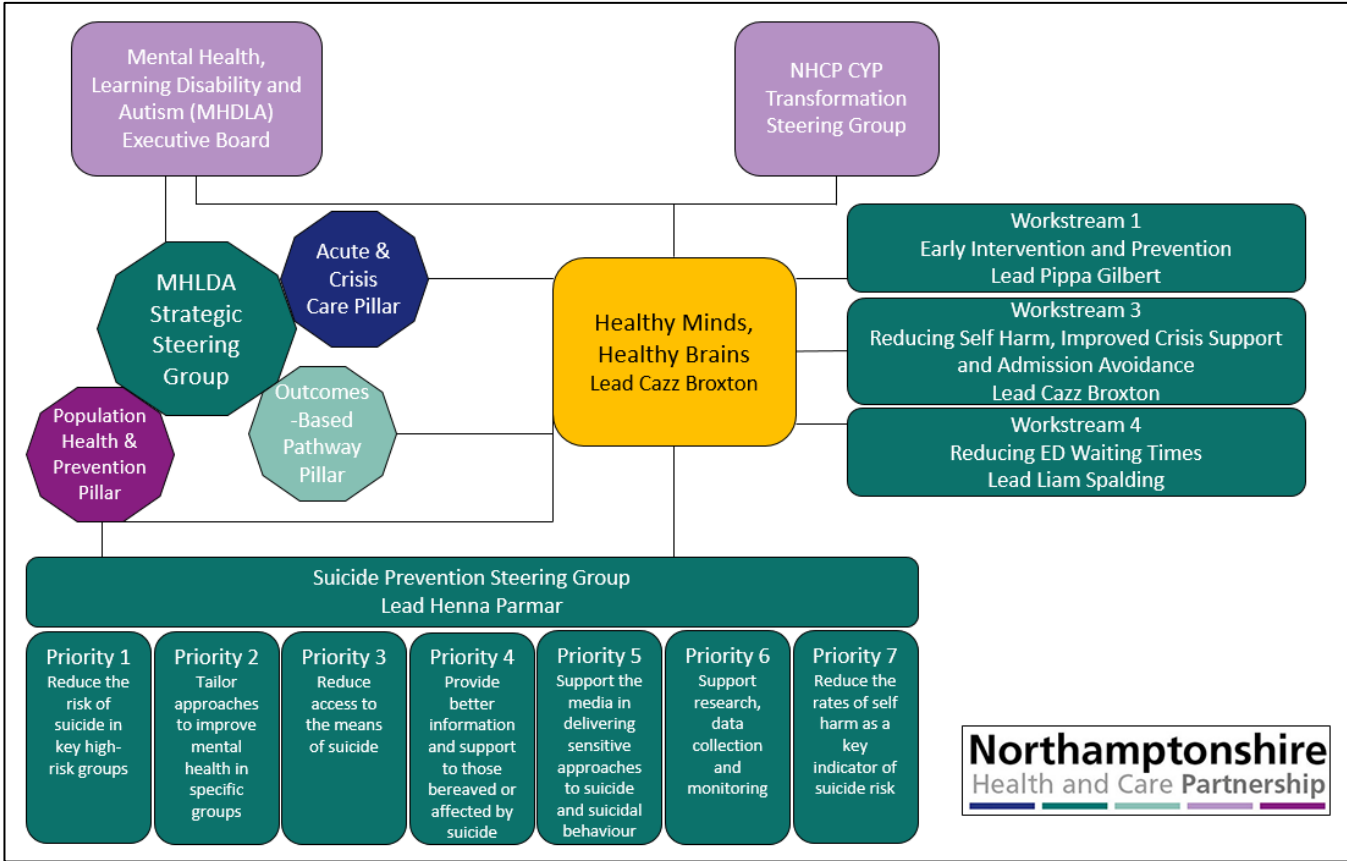 Mental Health,
Learning Disability and
Autism (MHDLA)
Executive Board
NHCP CYP
Transformation
Steering Group
MHLDA
Strategic
Steering
Group
Acute &
Crisis
Care Pillar
Outcomes
-Based
Pathway
Pillar
Population
Health &
Prevention
Pillar
Healthy Minds,
Healthy Brains
Lead Cazz Broxton
Workstream 1
Early Intervention and Prevention
Lead Pippa Gilbert
Workstream 3
Reducing Self Harm, Improved Crisis Support
and Admission Avoidance
Lead Cazz Broxton
Workstream 4
Reducing ED Waiting Times
Lead Liam Spalding
Suicide Prevention Steering Group
Lead Henna Parmar
Priority 1
Reduce the
risk of
suicide in
key high-
risk groups
Priority 2
Tailor
approaches
to improve
mental
health in
specific
groups
Priority 3
Reduce
access to
the means
of suicide
Priority 4
Provide
better
information
and support
to those
bereaved or
affected by
suicide
Priority 5
Support the
media in
delivering
sensitive
approaches
to suicide
and suicidal
behaviour
Priority 6
Support
research,
data
collection
and
monitoring
Priority 7
Reduce the
rates of self
harm as a
key
indicator of
suicide risk
Northamptonshire
Health and Care Partnership